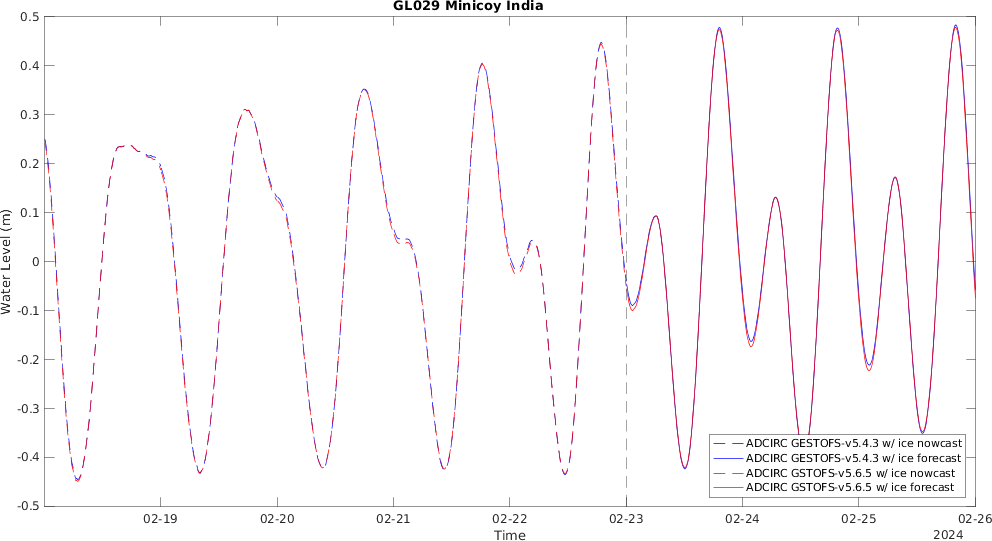 GL029 Minicoy India
Water Level (m)
0.5
0.4
0.3
0.2
0.1
0
-0.1
-0.2
-0.3
-0.4
-0.5
ADCIRC GESTOFS-v5.4.3 w/ ice nowcast
ADCIRC GESTOFS-v5.4.3 w/ ice forecast
ADCIRC GSTOFS-v5.6.5 w/ ice nowcast
ADCIRC GSTOFS-v5.6.5 w/ ice forecast
02-19 02-20 02-21 02-22 02-23 02-24 02-25 02-26
Time
2024